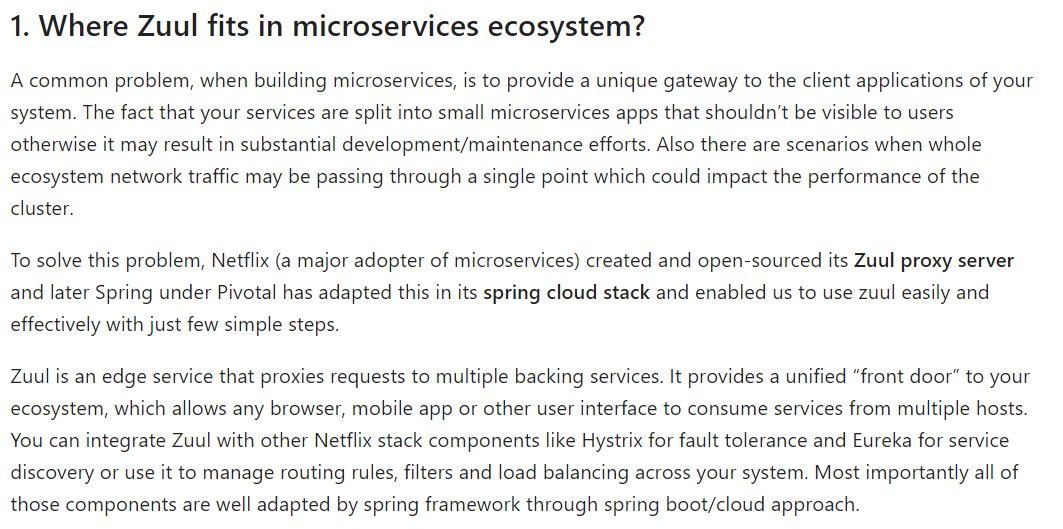 1. Where Zuul fits in microservices ecosystem?
A common problem, when building microservices, is to provide a unique gateway to the client applications of your
system. The fact that your services are split into small microservices apps that shouldn’t be visible to users
otherwise it may result in substantial development/maintenance efforts. Also there are scenarios when whole
ecosystem network traffic may be passing through a single point which could impact the performance of the
cluster.
To solve this problem, Netflix (a major adopter of microservices) created and open-sourced its Zuul proxy server
and later Spring under Pivotal has adapted this in its spring cloud stack and enabled us to use zuul easily and
effectively with just few simple steps.
Zuul is an edge service that proxies requests to multiple backing services. It provides a unified “front door” to your
ecosystem, which allows any browser, mobile app or other user interface to consume services from multiple hosts.
You can integrate Zuul with other Netflix stack components like Hystrix for fault tolerance and Eureka for service
discovery or use it to manage routing rules, filters and load balancing across your system. Most importantly all of
those components are well adapted by spring framework through spring boot/cloud approach.